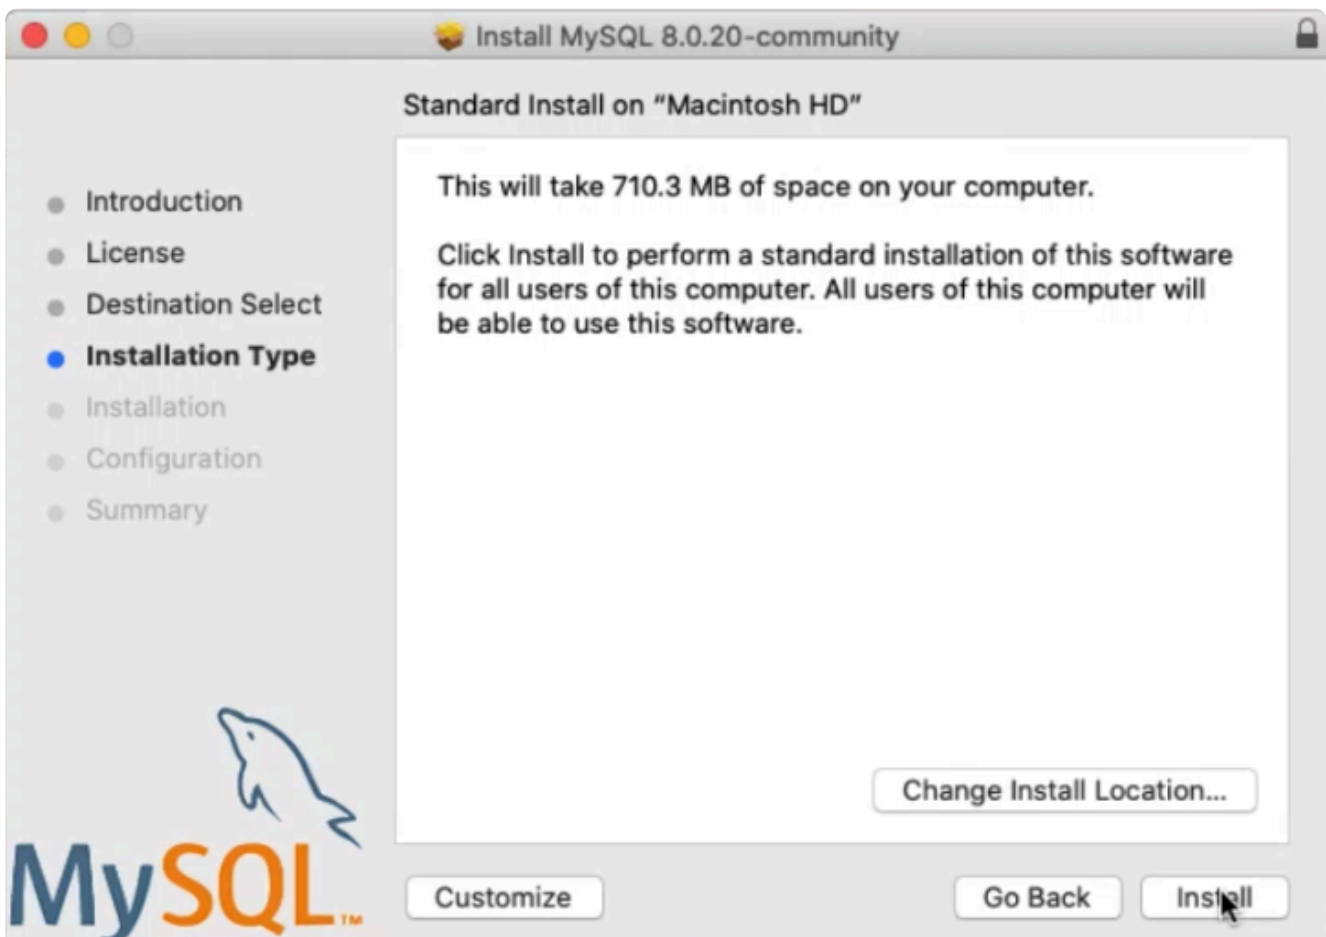 Install MySQL 8.0.20-community
Standard Install on “Macintosh HD”
Introduction
License
Destination Select
Installation Type
Installation
Configuration
Summary
This will take 710.3 MB of space on your computer.
Click Install to perform a standard installation of this software
for all users of this computer. All users of this computer will
be able to use this software.
Change Install Location...
MySQL™
Customize
Go Back
Install